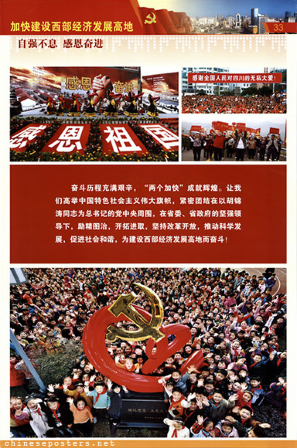 加快建设西部经济发展高地
33
自强不息 感恩奋进
感恩 奋进
感谢全国人民对四川的无私大爱！
感恩祖国
奋斗历程充满艰辛，“两个加快”成就辉煌。让我
们高举中国特色社会主义伟大旗帜，紧密团结在以胡锦
涛同志为总书记的党中央周围，在省委、省政府的坚强领
导下，励精图治，开拓进取，坚持改革开放，推动科学发
展，促进社会和谐，为建设西部经济发展高地而奋斗！
chineseposters.net